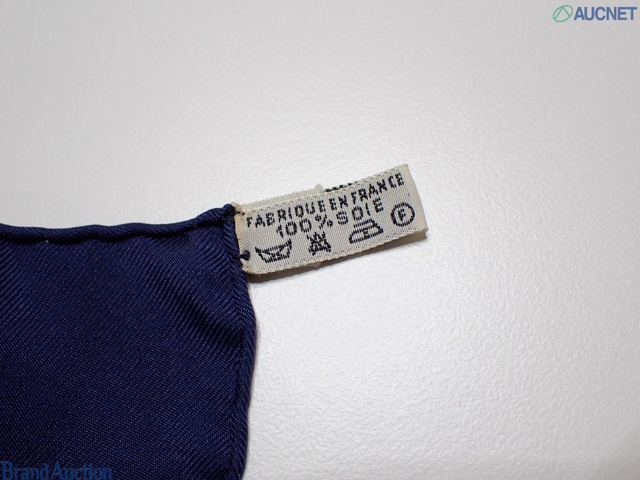 AUCNET
FABRIQUE EN FRANCE
100% SOIE
F
Brand Auction